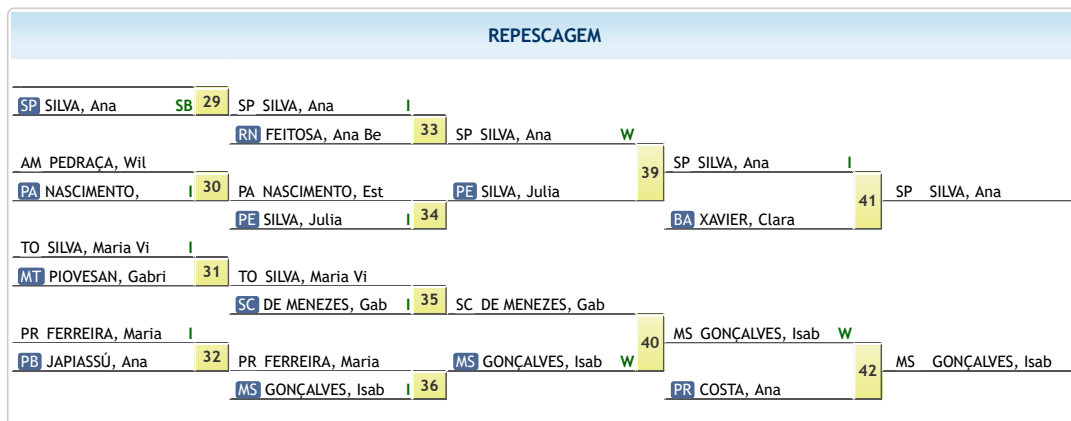 REPESCAGEM
SP SILVA, Ana SB 29 SP SILVA, Ana I
RN FEITOSA, Ana Be 33 SP SILVA, Ana W
AM PEDRAÇA, Wil 39 SP SILVA, Ana I
PA NASCIMENTO, I 30 PA NASCIMENTO, Est PE SILVA, Julia 41 SP SILVA, Ana
PE SILVA, Julia I 34 BA XAVIER, Clara
TO SILVA, Maria Vi I
MT PIOVESAN, Gabri 31 TO SILVA, Maria Vi
SC DE MENEZES, Gab I 35 SC DE MENEZES, Gab
PR FERREIRA, Maria I 40 MS GONÇALVES, Isab W
PB JAPIASSÚ, Ana 32 PR FERREIRA, Maria MS GONÇALVES, Isab W 42 MS GONÇALVES, Isab
MS GONÇALVES, Isab I 36 PR COSTA, Ana